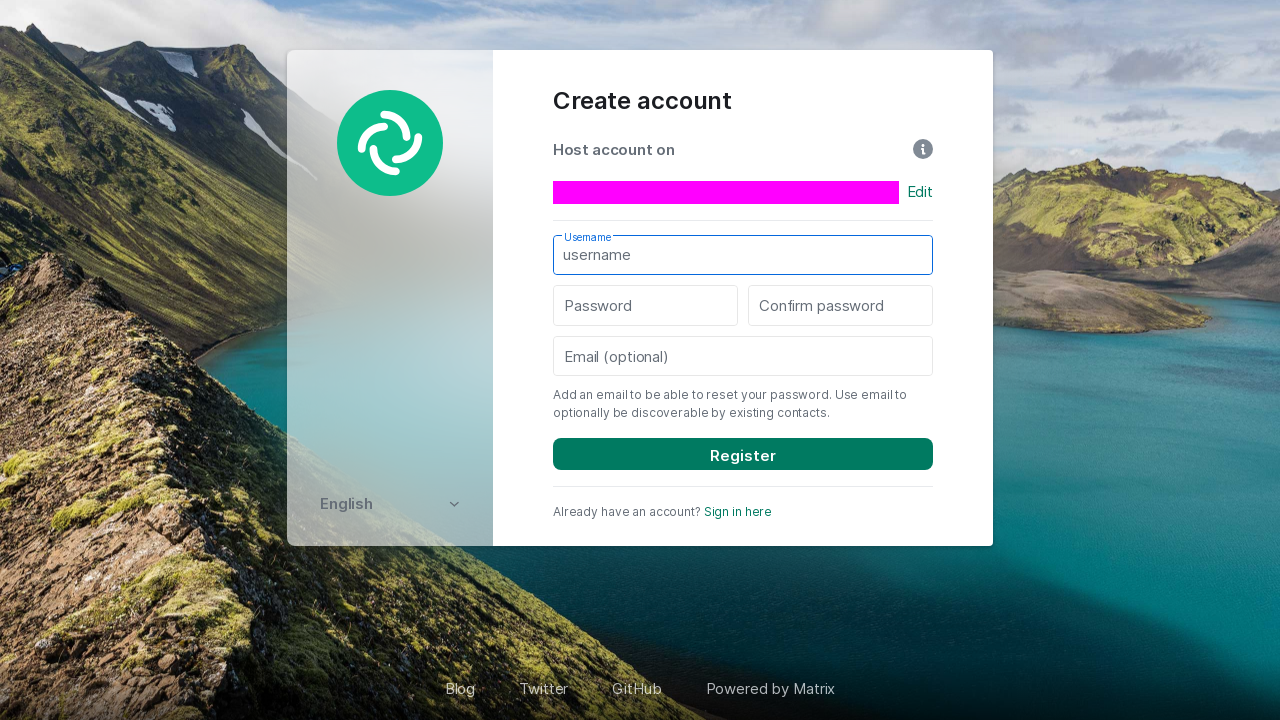 Create account
Host account on
Edit
Username
username
Password
Confirm password
Email (optional)
Add an email to be able to reset your password. Use email to
optionally be discoverable by existing contacts.
Register
English
Already have an account? Sign in here
Blog
Twitter
GitHub
Powered by Matrix